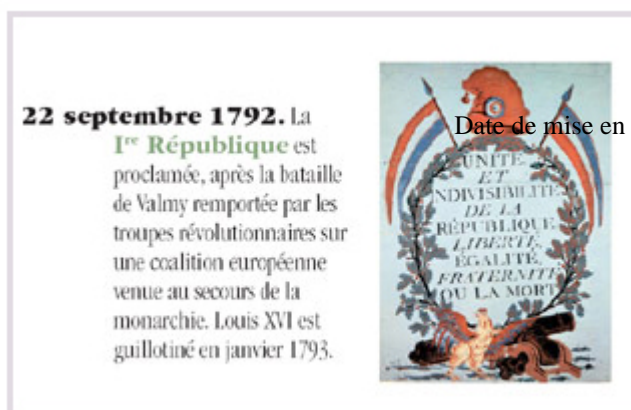 22 septembre 1792. La
Iʳᵉ République est
proclamée, après la bataille
de Valmy remportée par les
troupes révolutionnaires sur
une coalition européenne
venue au secours de la
monarchie. Louis XVI est
guillotiné en janvier 1793.
Date de mise en
UNITÉ
ET
INDIVISIBILITÉ
DE LA
RÉPUBLIQUE
LIBERTÉ,
ÉGALITÉ,
FRATERNITÉ
OU LA MORT